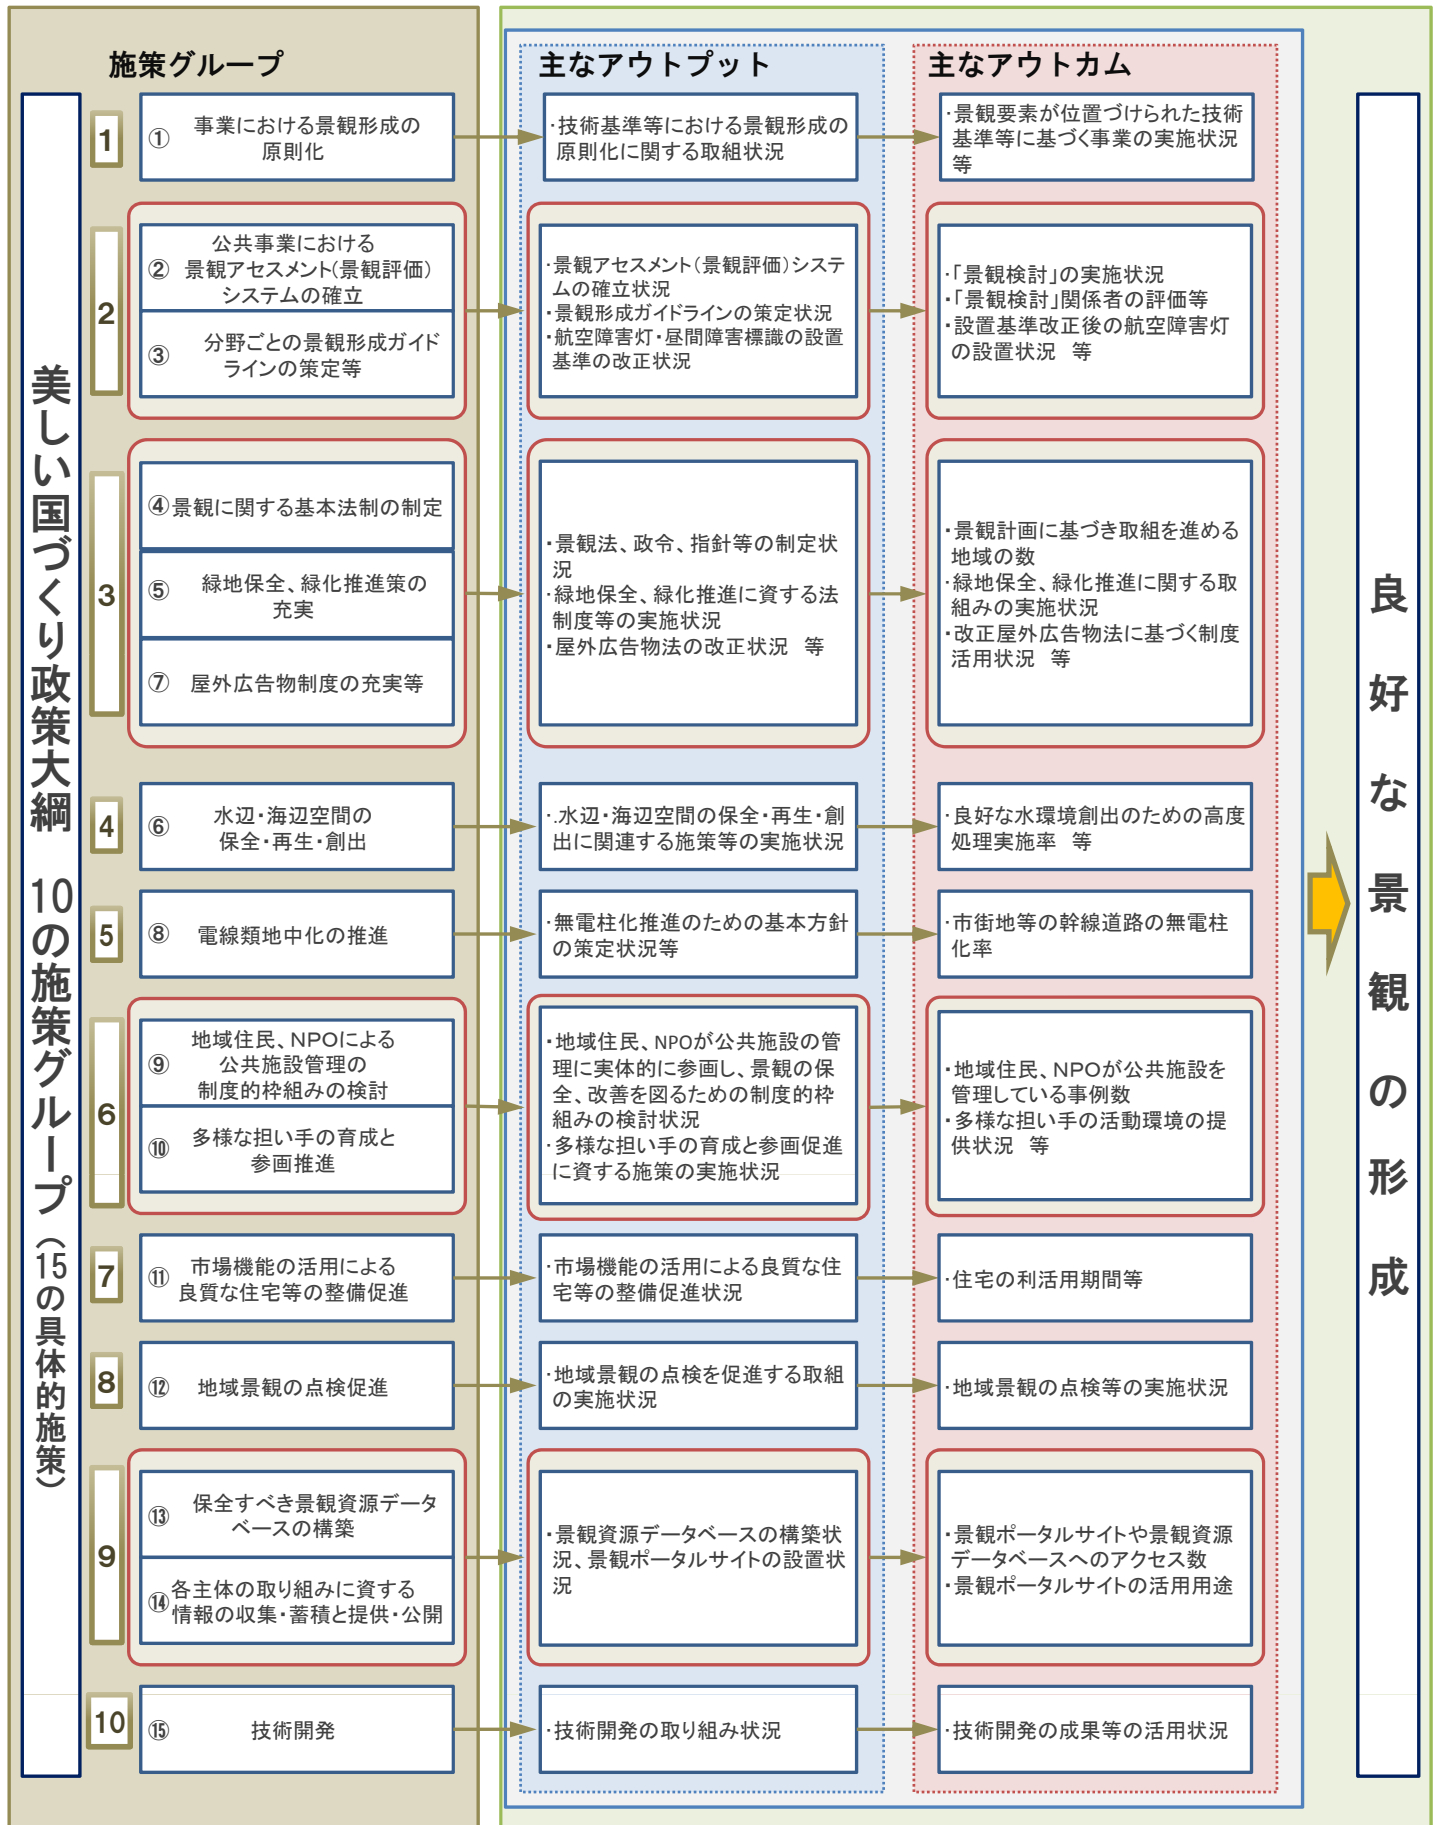 施策グループ
主なアウトプット
主なアウトカム
美しい国づくり政策大綱　10の施策グループ（15の具体的施策）
1
① 事業における景観形成の
原則化
・技術基準等における景観形成の
原則化に関する取組状況
・景観要素が位置づけられた技術
基準等に基づく事業の実施状況
等
2
公共事業における
② 景観アセスメント(景観評価)
システムの確立
③ 分野ごとの景観形成ガイド
ラインの策定等
・景観アセスメント(景観評価)システ
ムの確立状況
・景観形成ガイドラインの策定状況
・航空障害灯・昼間障害標識の設置
基準の改正状況
・「景観検討」の実施状況
・「景観検討」関係者の評価等
・設置基準改正後の航空障害灯
の設置状況　等
3
④景観に関する基本法制の制定
⑤ 緑地保全、緑化推進策の
充実
⑦ 屋外広告物制度の充実等
・景観法、政令、指針等の制定状
況
・緑地保全、緑化推進に資する法
制度等の実施状況
・屋外広告物法の改正状況　等
・景観計画に基づき取組を進める
地域の数
・緑地保全、緑化推進に関する取
組みの実施状況
・改正屋外広告物法に基づく制度
活用状況　等
4
⑥ 水辺・海辺空間の
保全・再生・創出
・.水辺・海辺空間の保全・再生・創
出に関連する施策等の実施状況
・良好な水環境創出のための高度
処理実施率　等
5
⑧ 電線類地中化の推進
・無電柱化推進のための基本方針
の策定状況等
・市街地等の幹線道路の無電柱
化率
6
地域住民、NPOによる
⑨ 公共施設管理の
制度的枠組みの検討
⑩ 多様な担い手の育成と
参画推進
・地域住民、NPOが公共施設の管
理に実体的に参画し、景観の保
全、改善を図るための制度的枠
組みの検討状況
・多様な担い手の育成と参画促進
に資する施策の実施状況
・地域住民、NPOが公共施設を
管理している事例数
・多様な担い手の活動環境の提
供状況　等
7
⑪ 市場機能の活用による
良質な住宅等の整備促進
・市場機能の活用による良質な住
宅等の整備促進状況
・住宅の利活用期間等
8
⑫ 地域景観の点検促進
・地域景観の点検を促進する取組
の実施状況
・地域景観の点検等の実施状況
9
⑬ 保全すべき景観資源データ
ベースの構築
各主体の取り組みに資する
⑭情報の収集・蓄積と提供・公開
・景観資源データベースの構築状
況、景観ポータルサイトの設置状
況
・景観ポータルサイトや景観資源
データベースへのアクセス数
・景観ポータルサイトの活用用途
10
⑮ 技術開発
・技術開発の取り組み状況
・技術開発の成果等の活用状況
良好な景観の形成